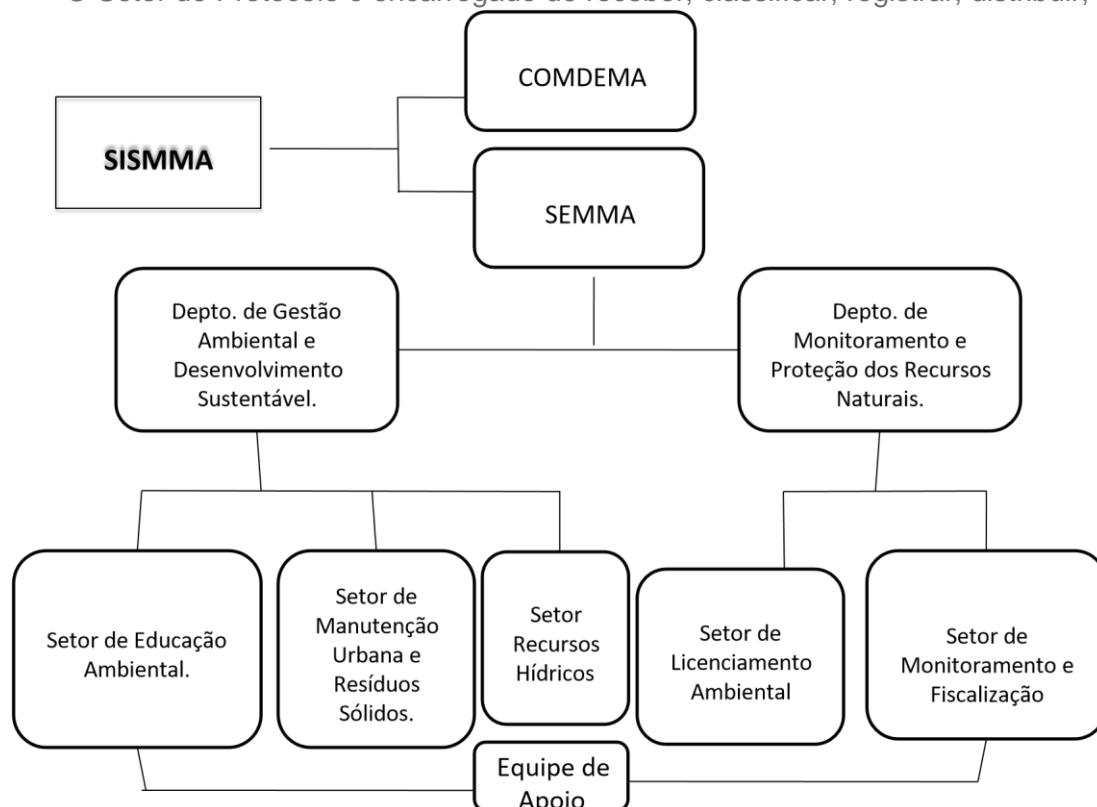 O Setor de Protocolo é encarregado de receber, classificar, registrar, distribuir,
COMDEMA
SISMMA
SEMMA
Depto. de Gestão
Ambiental e
Desenvolvimento
Sustentável.
Depto. de
Monitoramento e
Proteção dos Recursos
Naturais.
Setor de Educação
Ambiental.
Setor de
Manutenção
Urbana e
Resíduos
Sólidos.
Setor
Recursos
Hídricos
Setor de
Licenciamento
Ambiental
Setor de
Monitoramento e
Fiscalização
Equipe de
Apoio